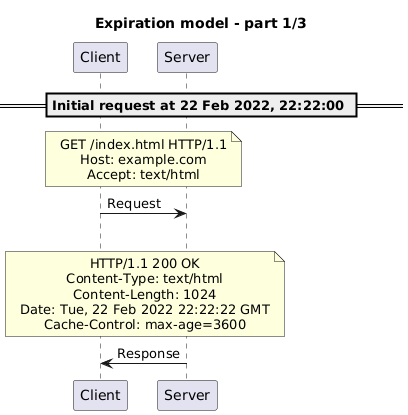 Expiration model - part 1/3
Client Server
Initial request at 22 Feb 2022, 22:22:00
GET /index.html HTTP/1.1
Host: example.com
Accept: text/html
Request
HTTP/1.1 200 OK
Content-Type: text/html
Content-Length: 1024
Date: Tue, 22 Feb 2022 22:22:22 GMT
Cache-Control: max-age=3600
Response
Client Server